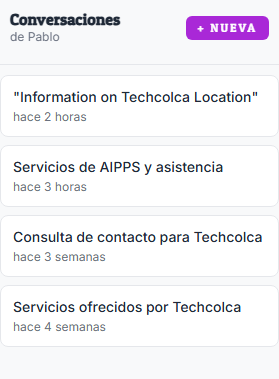 Conversaciones
de Pablo
+ NUEVA
"Information on Techcolca Location"
hace 2 horas
Servicios de AIPPS y asistencia
hace 3 horas
Consulta de contacto para Techcolca
hace 3 semanas
Servicios ofrecidos por Techcolca
hace 4 semanas